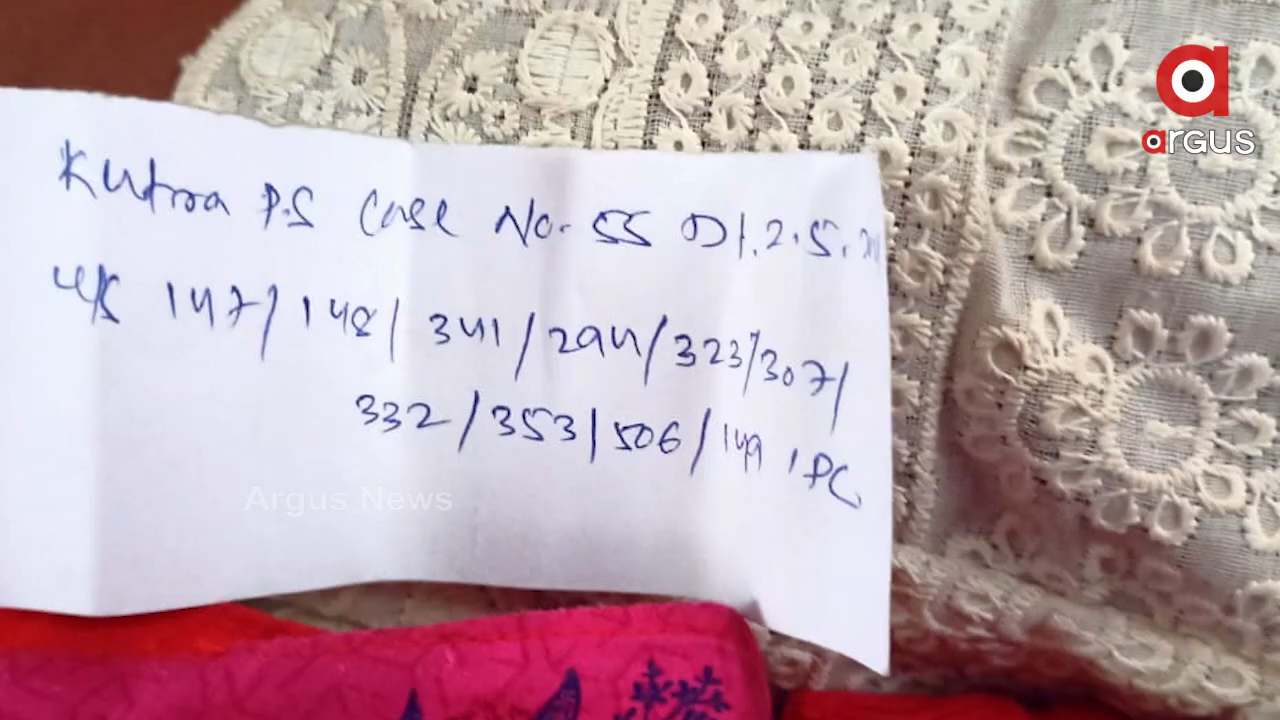 argus
Kutra P.S Case No. 55 Dt. 2.5.
u/s 147/148/341/294/323/307/
332/353/506/149 IPC
Argus News